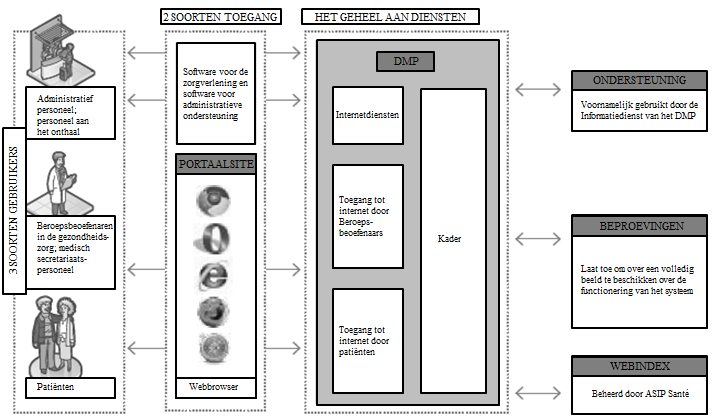 2 SOORTEN TOEGANG
HET GEHEEL AAN DIENSTEN
3 SOORTEN GEBRUIKERS
Administratief
personeel;
personeel aan
het onthaal
Beroepsbeoefenaren
in de gezondheids-
zorg; medisch
secretariaats-
personeel
Patiënten
Software voor de
zorgverlening en
software voor
administratieve
ondersteuning
PORTAALSITE
Webbrowser
DMP
Internetdiensten
Toegang tot
internet door
Beroeps-
beoefenaars
Toegang tot
internet door
patiënten
Kader
ONDERSTEUNING
Voornamelijk gebruikt door de
Informatiedienst van het DMP
BEPROEVINGEN
Laat toe om over een volledig
beeld te beschikken over de
functionering van het systeem
WEBINDEX
Beheerd door ASIP Santé